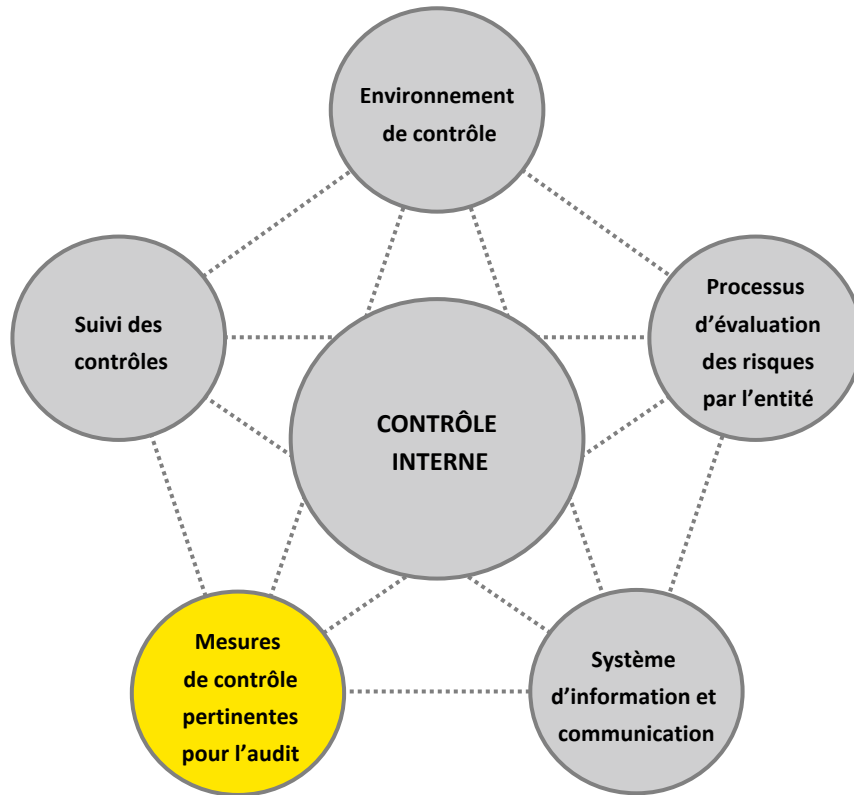 Environnement
de contrôle
Processus
d'évaluation
des risques
par l'entité
Suivi des
contrôles
CONTRÔLE
INTERNE
Mesures
de contrôle
pertinentes
pour l'audit
Système
d'information et
communication